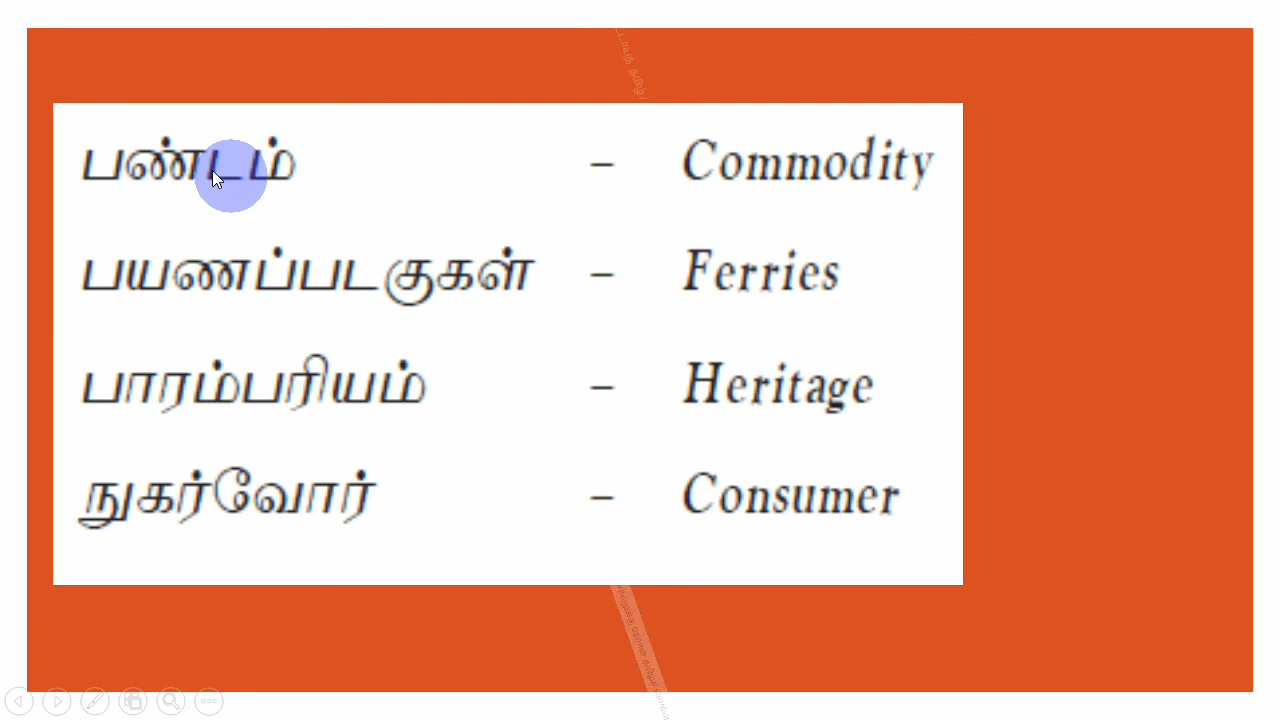 பண்டம் – Commodity
பயணப்படகுகள் – Ferries
பாரம்பரியம் – Heritage
நுகர்வோர் – Consumer